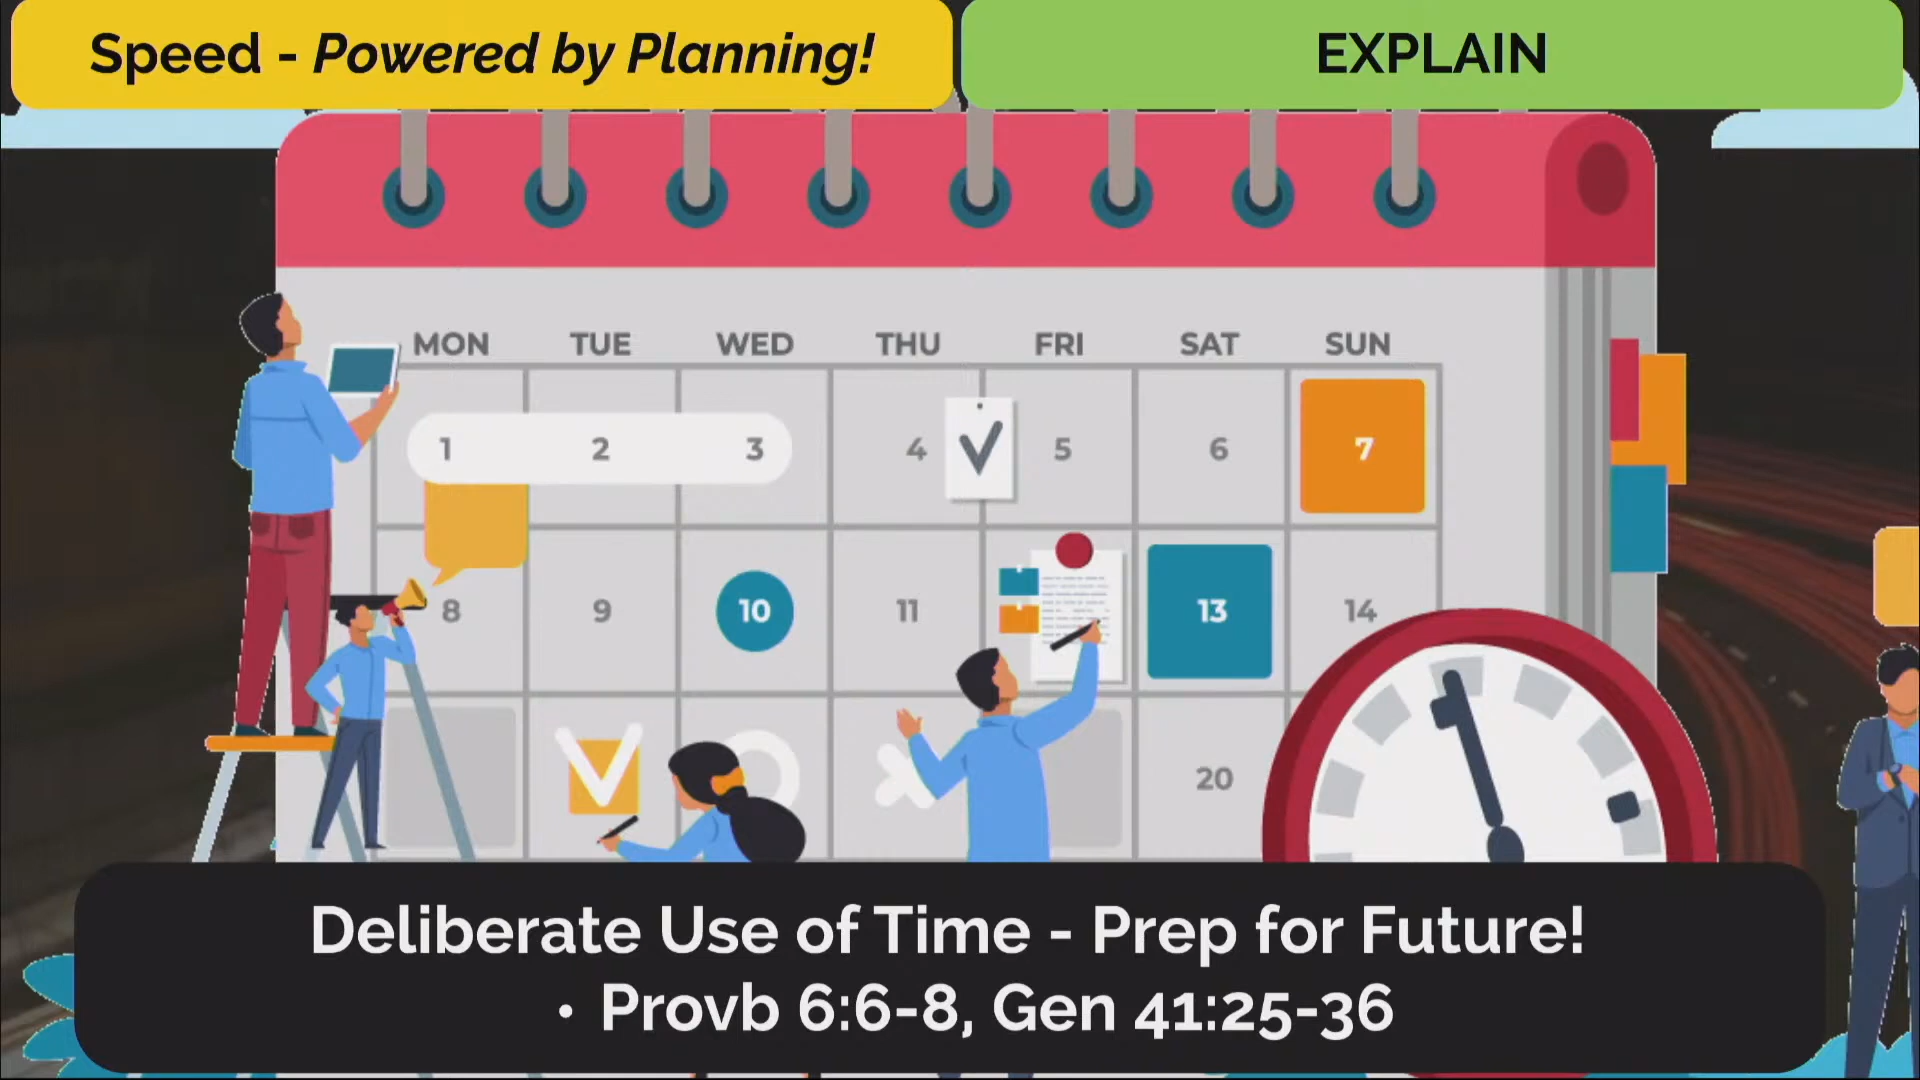 Speed - Powered by Planning!
EXPLAIN
MON TUE WED THU FRI SAT SUN
1 2 3 4 5 6 7
8 9 10 11 13 14
20
Deliberate Use of Time - Prep for Future!
• Provb 6:6-8, Gen 41:25-36